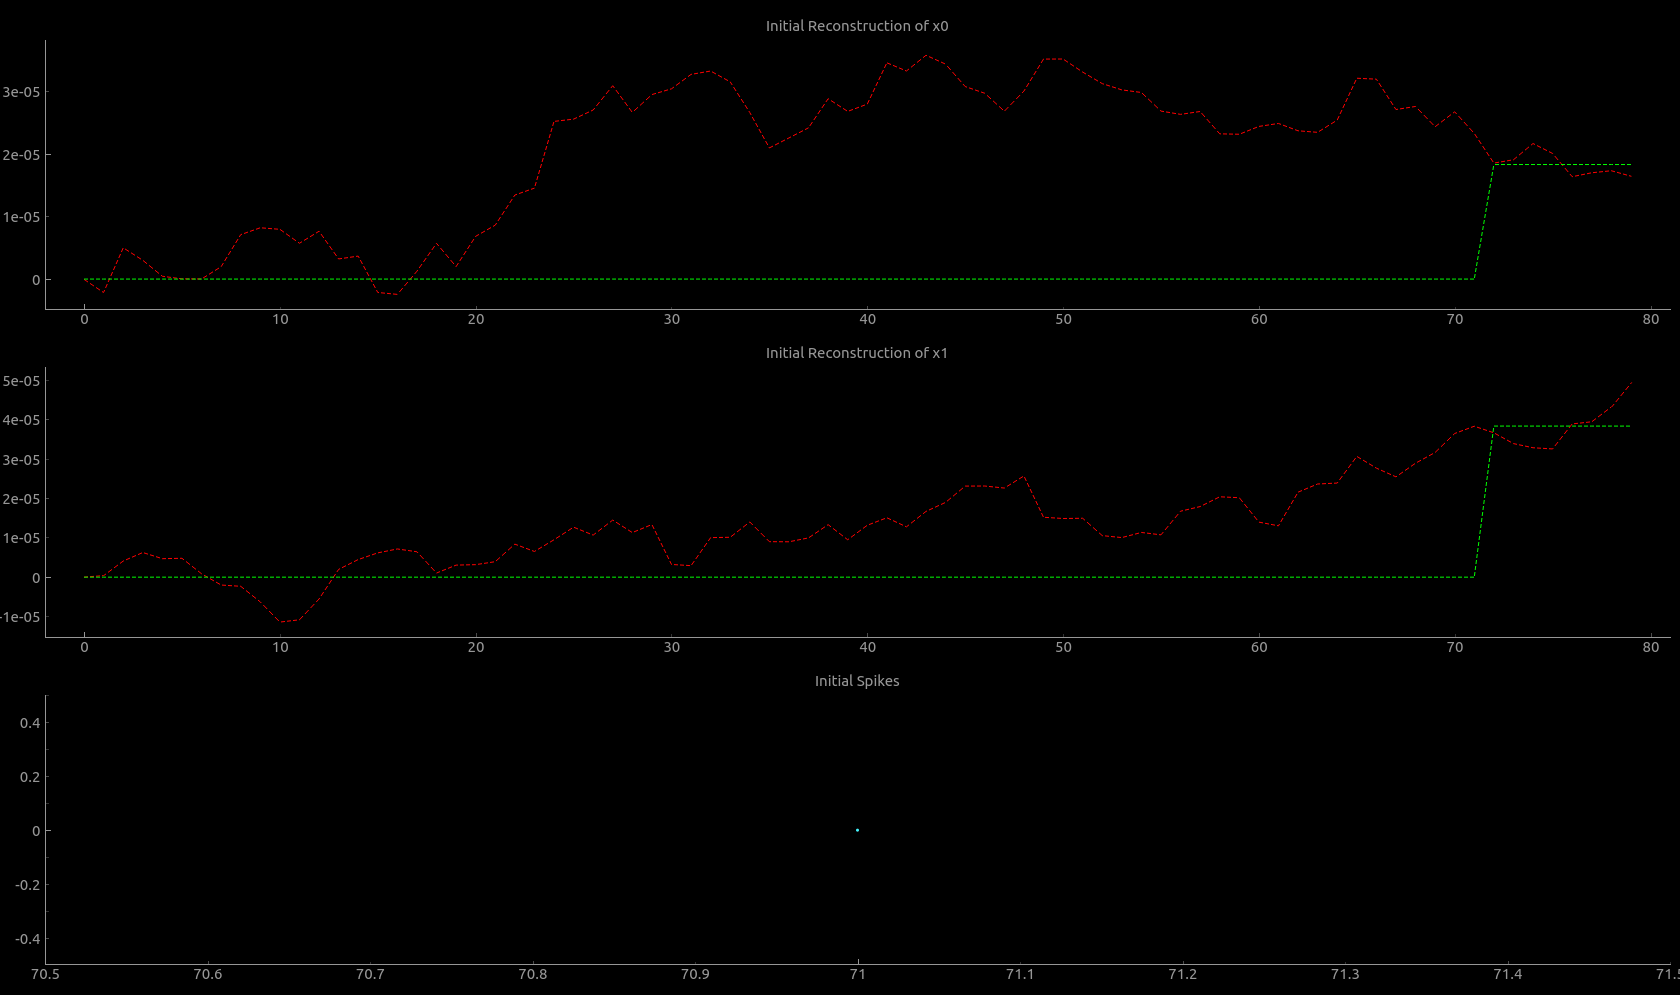 Initial Reconstruction of x0
3e-05
2e-05
1e-05
0
0 10 20 30 40 50 60 70 80
Initial Reconstruction of x1
5e-05
4e-05
3e-05
2e-05
1e-05
0
-1e-05
0 10 20 30 40 50 60 70 80
Initial Spikes
0.4
0.2
0
-0.2
-0.4
70.5 70.6 70.7 70.8 70.9 71 71.1 71.2 71.3 71.4